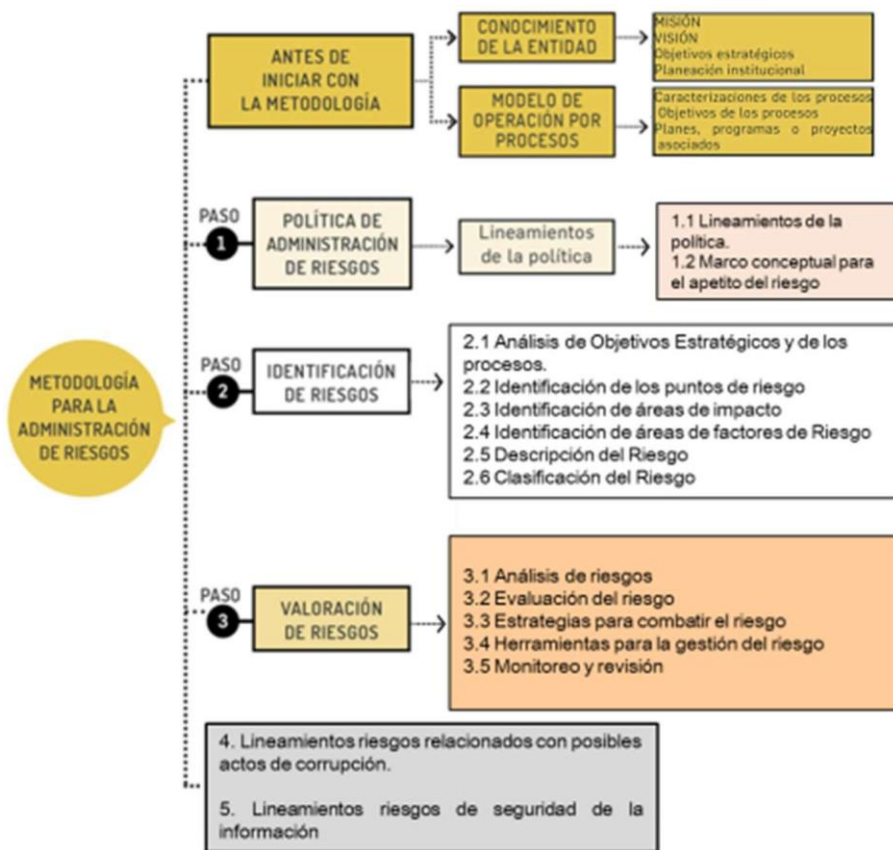 ANTES DE
INICIAR CON
LA METODOLOGÍA
CONOCIMIENTO
DE LA ENTIDAD
MISIÓN
VISIÓN
Objetivos estratégicos
Planeación institucional
MODELO DE
OPERACIÓN POR
PROCESOS
Caracterizaciones de los procesos
Objetivos de los procesos
Planes, programas o proyectos
asociados
PASO
1
POLÍTICA DE
ADMINISTRACIÓN
DE RIESGOS
Lineamientos
de la política
1.1 Lineamientos de la
política.
1.2 Marco conceptual para
el apetito del riesgo
METODOLOGÍA
PARA LA
ADMINISTRACIÓN
DE RIESGOS
PASO
2
IDENTIFICACIÓN
DE RIESGOS
2.1 Análisis de Objetivos Estratégicos y de los
procesos.
2.2 Identificación de los puntos de riesgo
2.3 Identificación de áreas de impacto
2.4 Identificación de áreas de factores de Riesgo
2.5 Descripción del Riesgo
2.6 Clasificación del Riesgo
PASO
3
VALORACIÓN
DE RIESGOS
3.1 Análisis de riesgos
3.2 Evaluación del riesgo
3.3 Estrategias para combatir el riesgo
3.4 Herramientas para la gestión del riesgo
3.5 Monitoreo y revisión
4. Lineamientos riesgos relacionados con posibles
actos de corrupción.
5. Lineamientos riesgos de seguridad de la
información